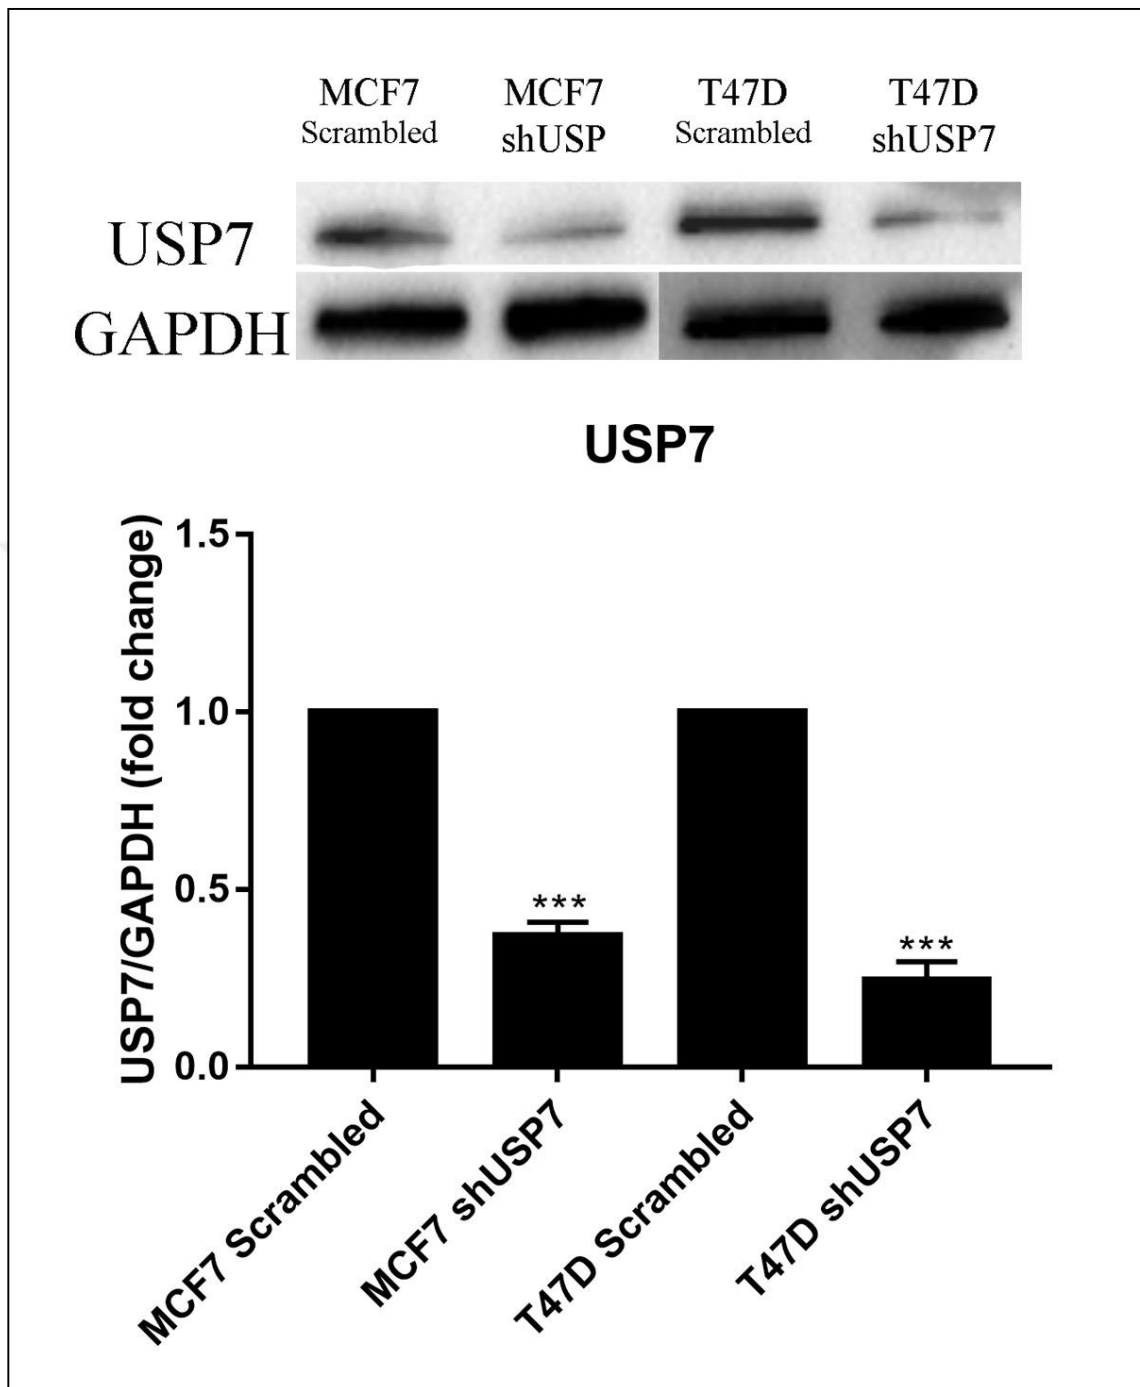 MCF7 MCF7 T47D T47D
Scrambled shUSP Scrambled shUSP7
USP7
GAPDH
USP7
USP7/GAPDH (fold change)
1.5
1.0
0.5
0.0
***
***
MCF7 Scrambled
MCF7 shUSP7
T47D Scrambled
T47D shUSP7